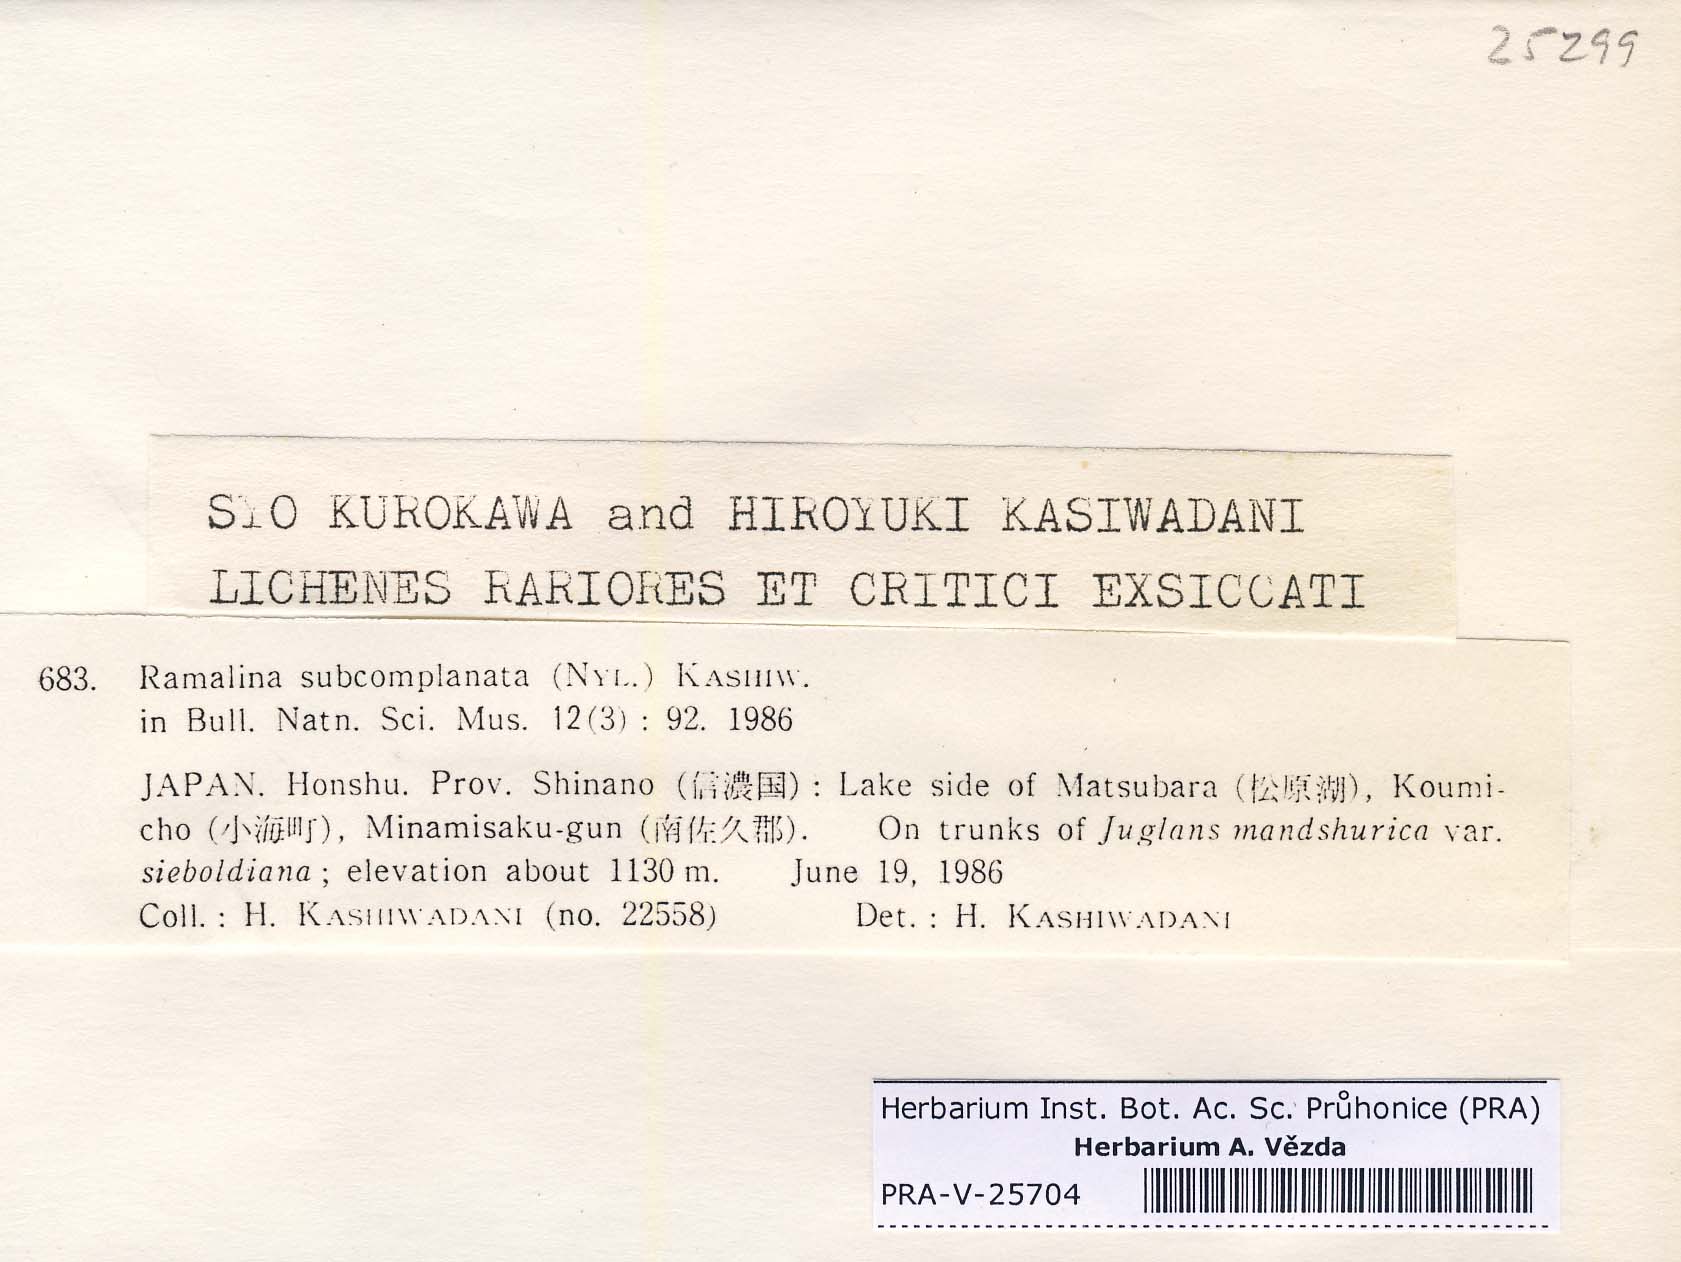 25299
SIO KUROKAWA and HIROYUKI KASIWADANI
LICHENES RARIORES ET CRITICI EXSICCATI
683. Ramalina subcomplanata (NYL.) KASHIW.
in Bull. Natn. Sci. Mus. 12(3) : 92. 1986
JAPAN. Honshu. Prov. Shinano (信濃国) : Lake side of Matsubara (松原湖), Koumi-
cho (小海町), Minamisaku-gun (南佐久郡). On trunks of Juglans mandshurica var.
sieboldiana ; elevation about 1130 m. June 19, 1986
Coll. : H. KASHIWADANI (no. 22558) Det. : H. KASHIWADANI
Herbarium Inst. Bot. Ac. Sc. Průhonice (PRA)
Herbarium A. Vězda
PRA-V-25704